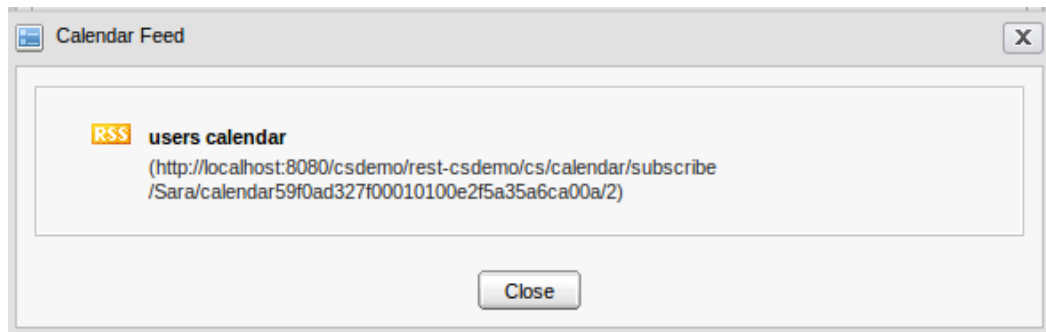 Calendar Feed
X
RSS users calendar
(http://localhost:8080/csdemo/rest-csdemo/cs/calendar/subscribe
/Sara/calendar59f0ad327f00010100e2f5a35a6ca00a/2)
Close